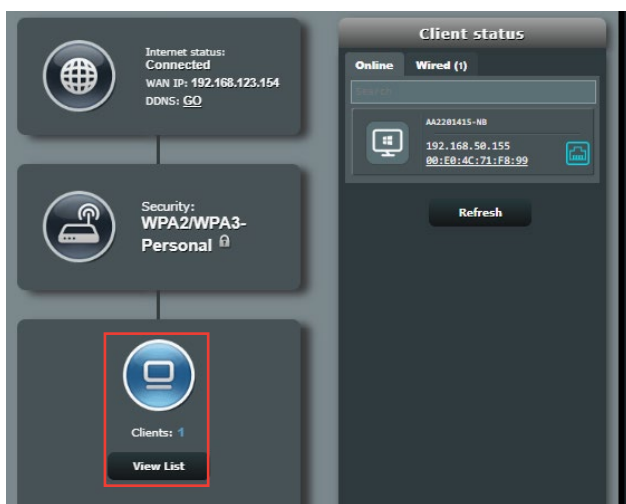 Internet status:
Connected
WAN IP: 192.168.123.154
DDNS: GO
Security:
WPA2/WPA3-
Personal
Clients: 1
View List
Client status
Online
Wired (1)
Search
AA2201415-NB
192.168.50.155
00:E0:4C:71:F8:99
Refresh